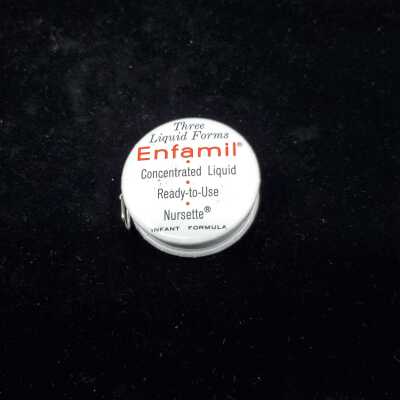 Three
Liquid Forms
Enfamil®
Concentrated Liquid
•
Ready-to-Use
•
Nursette®
INFANT FORMULA